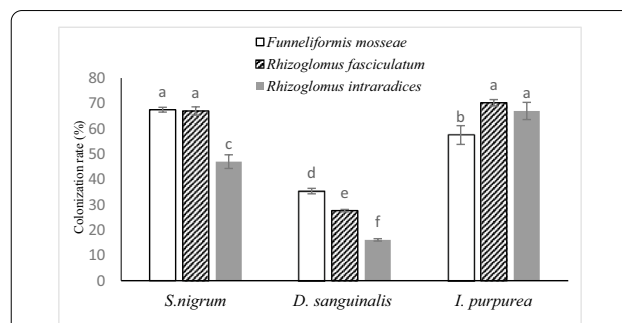 Funneliformis mosseae
Rhizoglomus fasciculatum
Rhizoglomus intraradices
Colonization rate (%)
80
70
60
50
40
30
20
10
0
a a c
d e f
b a a
S.nigrum D. sanguinalis I. purpurea